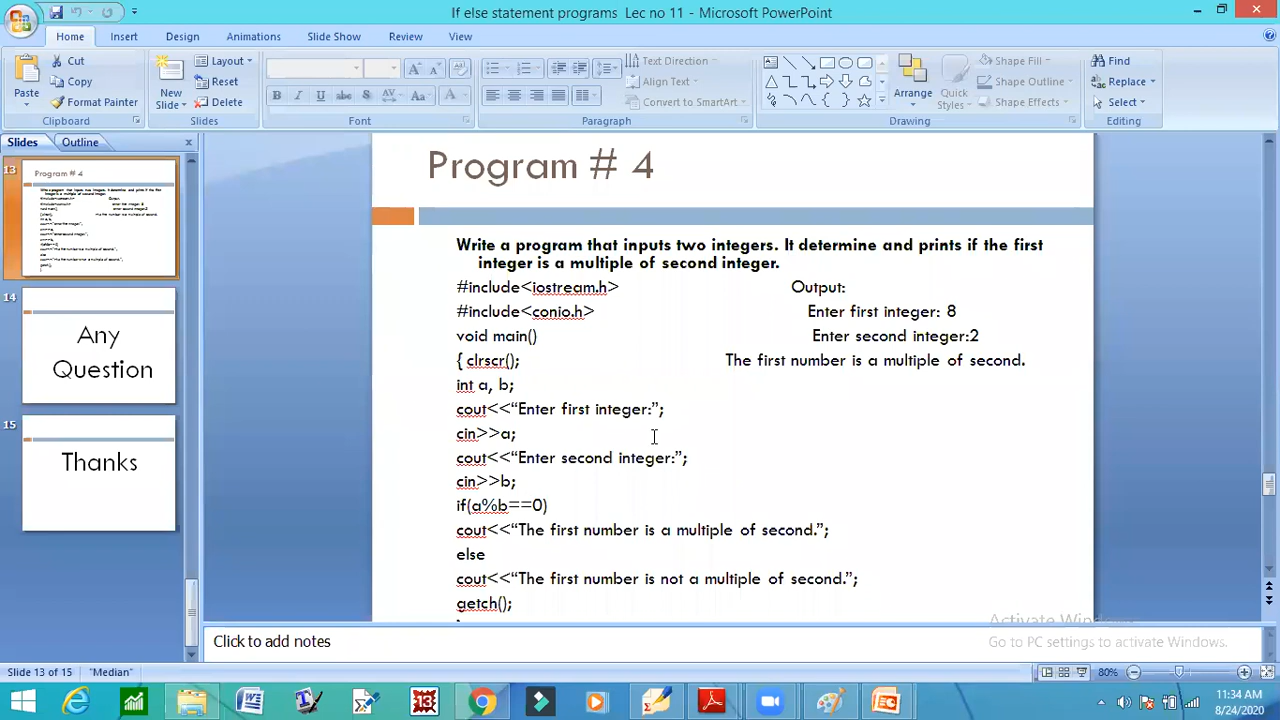 If else statement programs Lec no 11 - Microsoft PowerPoint
Home Insert Design Animations Slide Show Review View
Paste
Cut
Copy
Format Painter
Clipboard
New Slide
Layout
Reset
Delete
Slides
Font
Text Direction
Align Text
Convert to SmartArt
Paragraph
Arrange
Quick Styles
Shape Fill
Shape Outline
Shape Effects
Drawing
Find
Replace
Select
Editing
Slides Outline
13
Program # 4
14
Any
Question
15
Thanks
Program # 4
Write a program that inputs two integers. It determine and prints if the first
integer is a multiple of second integer.
#include<iostream.h> Output:
#include<conio.h> Enter first integer: 8
void main() Enter second integer:2
{ clrscr(); The first number is a multiple of second.
int a, b;
cout<<“Enter first integer:”;
cin>>a;
cout<<“Enter second integer:”;
cin>>b;
if(a%b==0)
cout<<“The first number is a multiple of second.”;
else
cout<<“The first number is not a multiple of second.”;
getch();
Activate Windows
Go to PC settings to activate Windows.
Click to add notes
Slide 13 of 15 "Median" 80%
11:34 AM
8/24/2020